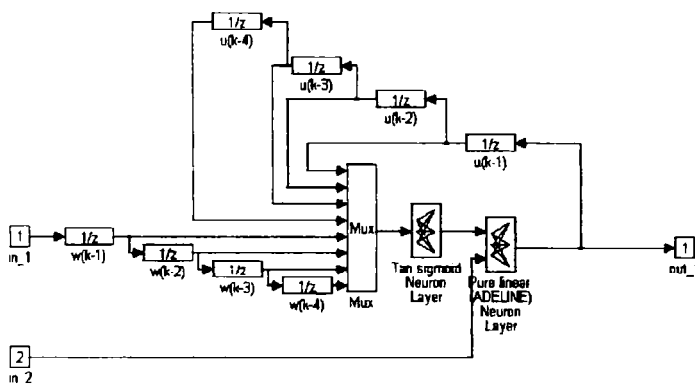 1/z
u(k-4)
1/z
u(k-3)
1/z
u(k-2)
1/z
u(k-1)
Mux
1
in_1
1/z
w(k-1)
1/z
w(k-2)
1/z
w(k-3)
1/z
w(k-4)
Mux
Tan sigmoid
Neuron
Layer
Pure linear
(ADELINE)
Neuron
Layer
1
out_1
2
in_2